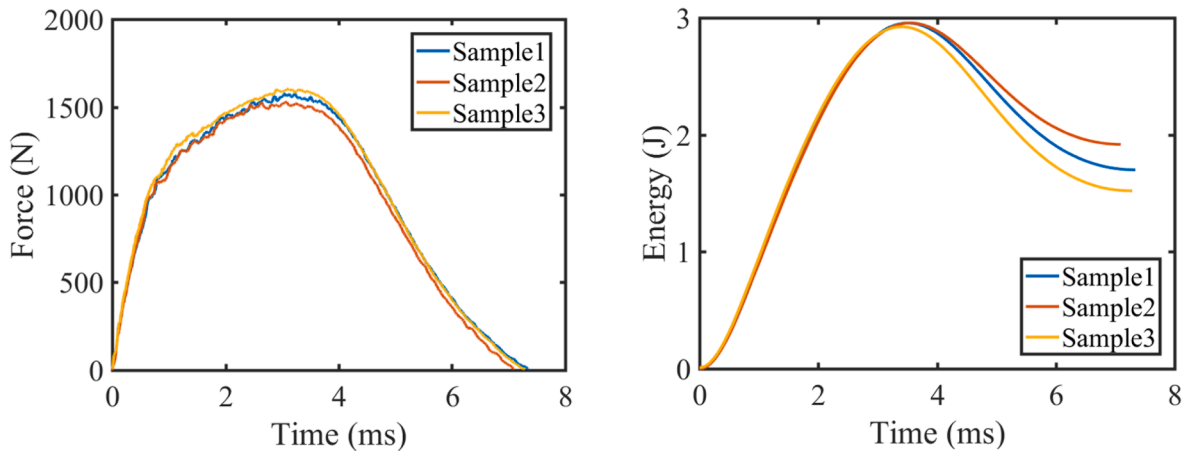 2000
1500
1000
500
0
Force (N)
Sample1
Sample2
Sample3
0 2 4 6 8
Time (ms)
3
2
1
0
Energy (J)
Sample1
Sample2
Sample3
0 2 4 6 8
Time (ms)